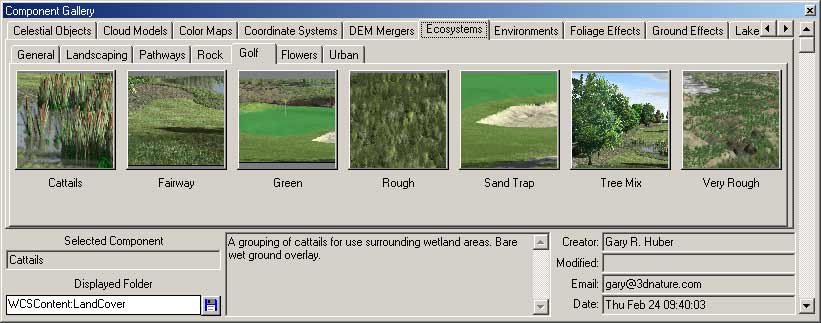 Component Gallery
Celestial Objects Cloud Models Color Maps Coordinate Systems DEM Mergers Ecosystems Environments Foliage Effects Ground Effects Lake
General Landscaping Pathways Rock Golf Flowers Urban
Cattails Fairway Green Rough Sand Trap Tree Mix Very Rough
Selected Component
Cattails
Displayed Folder
WCSContent:LandCover
A grouping of cattails for use surrounding wetland areas. Bare
wet ground overlay.
Creator: Gary R. Huber
Modified:
Email: gary@3dnature.com
Date: Thu Feb 24 09:40:03